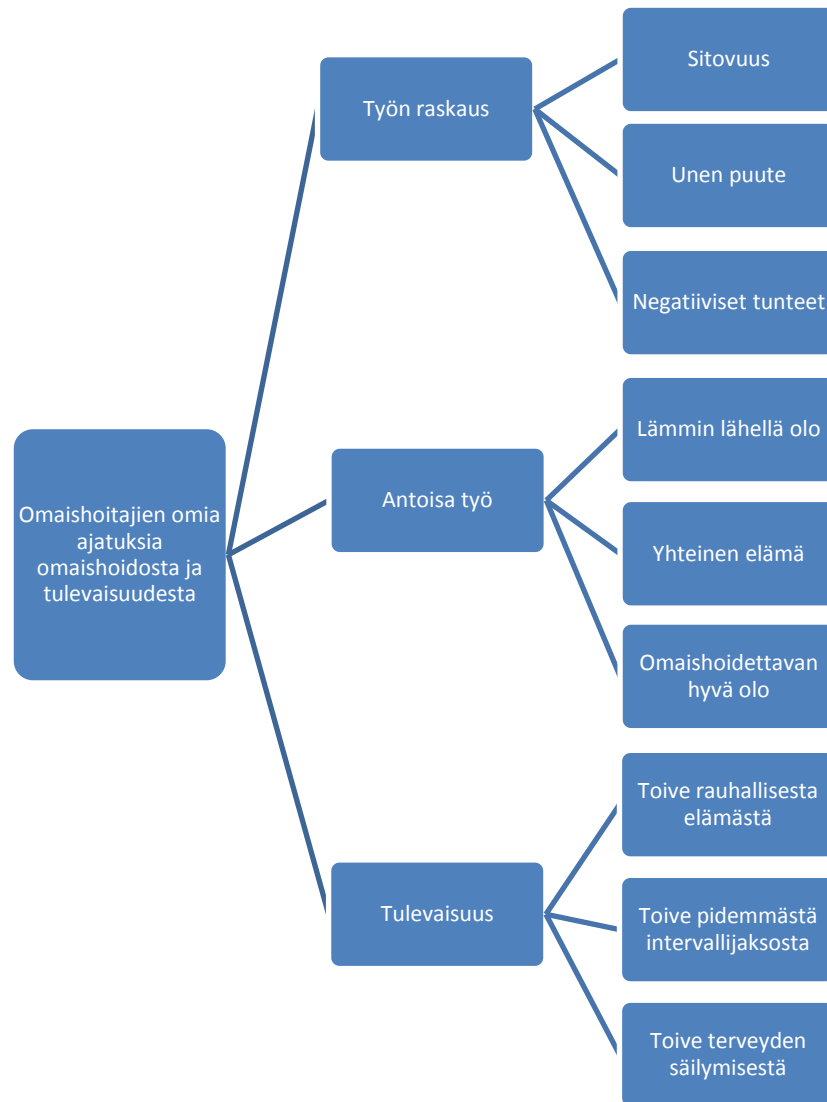 Omaishoitajien omia
ajatuksia
omaishoidosta ja
tulevaisuudesta
Työn raskaus
Sitovuus
Unen puute
Negatiiviset tunteet
Antoisa työ
Lämmin lähellä olo
Yhteinen elämä
Omaishoidettavan
hyvä olo
Tulevaisuus
Toive rauhallisesta
elämästä
Toive pidemmästä
intervallijaksosta
Toive terveyden
säilymisestä